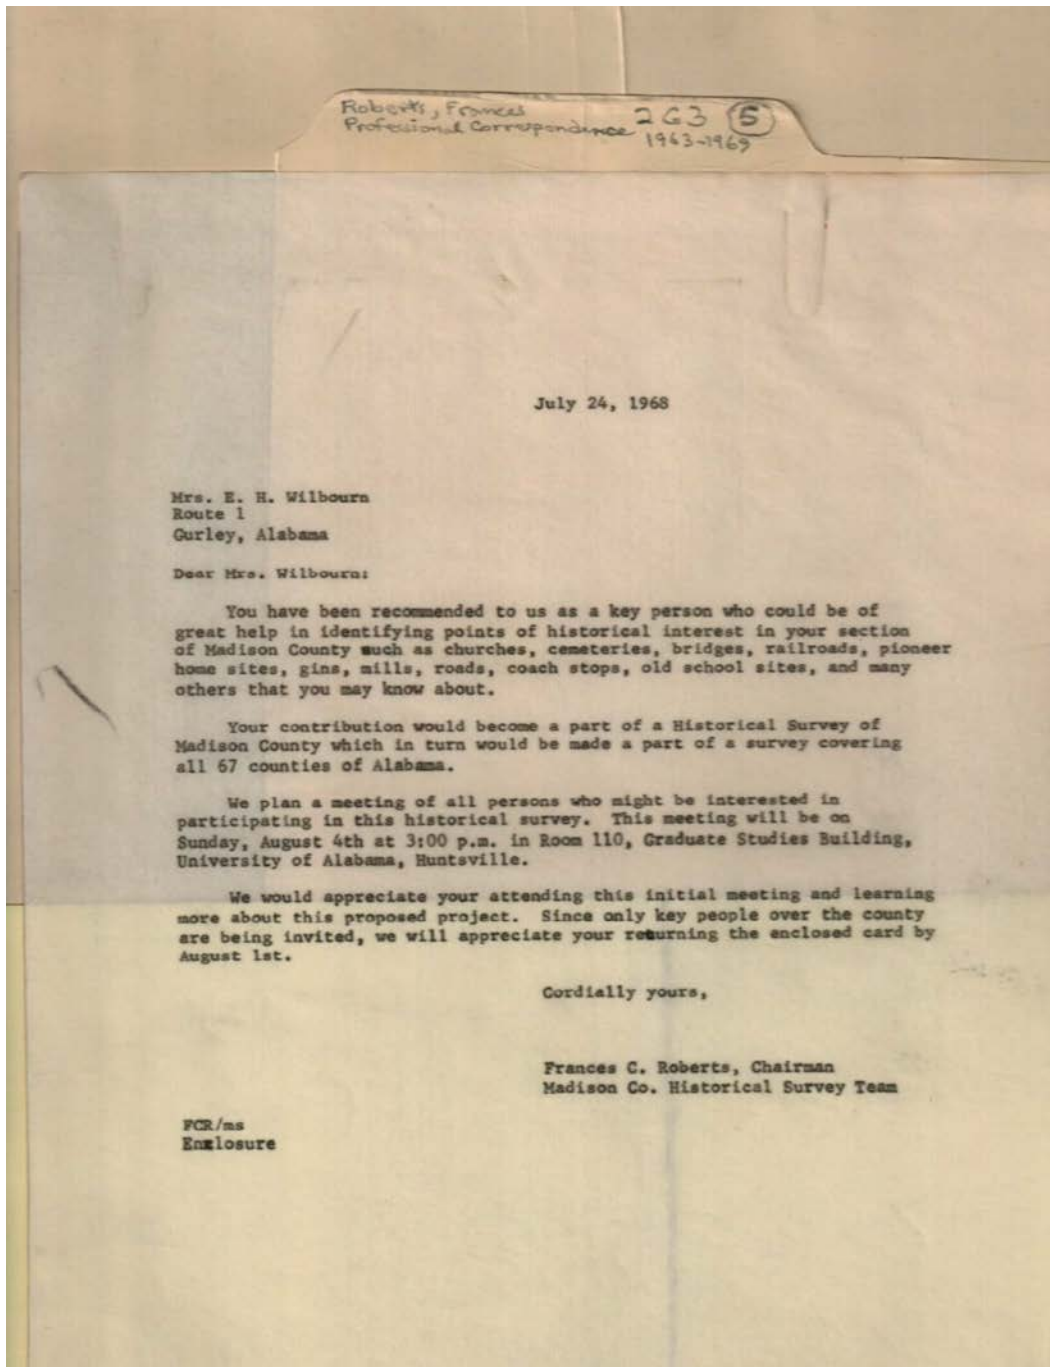 Roberts, Frances 2G3 5
Professional Correspondence 1963-1969
July 24, 1968
Mrs. E. H. Wilbourn
Route 1
Gurley, Alabama
Dear Mrs. Wilbourn:
You have been recommended to us as a key person who could be of
great help in identifying points of historical interest in your section
of Madison County such as churches, cemeteries, bridges, railroads, pioneer
home sites, gins, mills, roads, coach stops, old school sites, and many
others that you may know about.
Your contribution would become a part of a Historical Survey of
Madison County which in turn would be made a part of a survey covering
all 67 counties of Alabama.
We plan a meeting of all persons who might be interested in
participating in this historical survey. This meeting will be on
Sunday, August 4th at 3:00 p.m. in Room 110, Graduate Studies Building,
University of Alabama, Huntsville.
We would appreciate your attending this initial meeting and learning
more about this proposed project. Since only key people over the county
are being invited, we will appreciate your returning the enclosed card by
August 1st.
Cordially yours,
Frances C. Roberts, Chairman
Madison Co. Historical Survey Team
FCR/ms
Enclosure